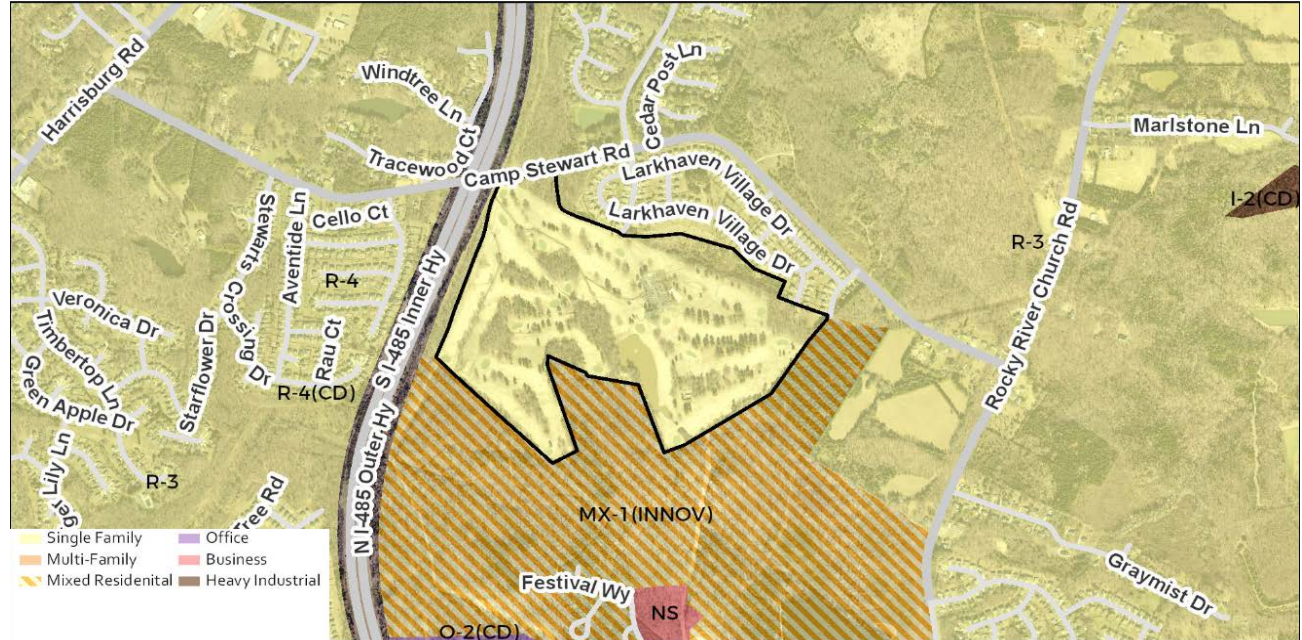 Harrisburg Rd
Windtree Ln
Tracewood Ct
Cedar Post Ln
Camp Stewart Rd
Larkhaven Village Dr
Larkhaven Village Dr
Marlstone Ln
I-2(CD)
R-3
Rocky River Church Rd
Stewarts Crossing Dr
Aventide Ln
Cello Ct
R-4
Rau Ct
R-4(CD)
Veronica Dr
Timbertop Ln
Green Apple Dr
Starflower Dr
R-3
ger Lily Ln
Tree Rd
N I-485 Outer Hy
S I-485 Inner Hy
MX-1(INNOV)
Festival Wy
NS
O-2(CD)
Graymist Dr
Single Family
Multi-Family
Mixed Residental
Office
Business
Heavy Industrial